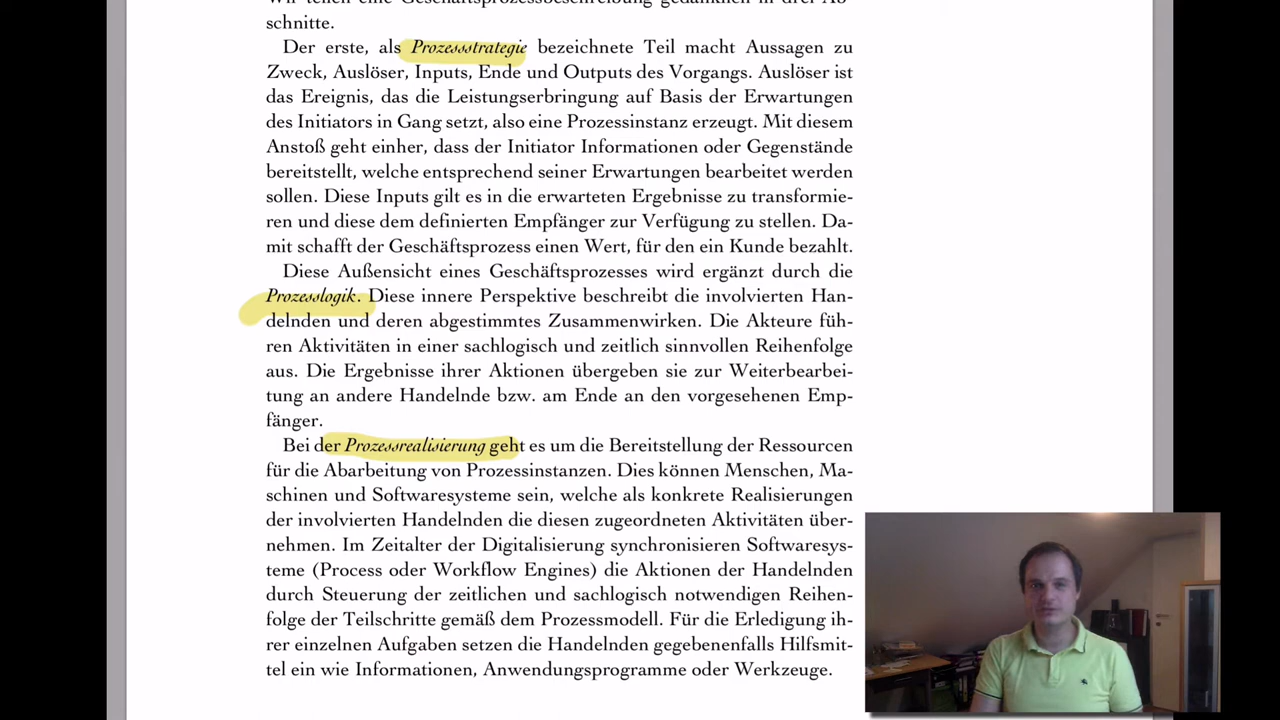 Wir teilen eine Geschäftsprozessbeschreibung gedanklich in drei Ab-
schnitte.
Der erste, als Prozessstrategie bezeichnete Teil macht Aussagen zu
Zweck, Auslöser, Inputs, Ende und Outputs des Vorgangs. Auslöser ist
das Ereignis, das die Leistungserbringung auf Basis der Erwartungen
des Initiators in Gang setzt, also eine Prozessinstanz erzeugt. Mit diesem
Anstoß geht einher, dass der Initiator Informationen oder Gegenstände
bereitstellt, welche entsprechend seiner Erwartungen bearbeitet werden
sollen. Diese Inputs gilt es in die erwarteten Ergebnisse zu transformie-
ren und diese dem definierten Empfänger zur Verfügung zu stellen. Da-
mit schafft der Geschäftsprozess einen Wert, für den ein Kunde bezahlt.
Diese Außensicht eines Geschäftsprozesses wird ergänzt durch die
Prozesslogik. Diese innere Perspektive beschreibt die involvierten Han-
delnden und deren abgestimmtes Zusammenwirken. Die Akteure füh-
ren Aktivitäten in einer sachlogisch und zeitlich sinnvollen Reihenfolge
aus. Die Ergebnisse ihrer Aktionen übergeben sie zur Weiterbearbei-
tung an andere Handelnde bzw. am Ende an den vorgesehenen Emp-
fänger.
Bei der Prozessrealisierung geht es um die Bereitstellung der Ressourcen
für die Abarbeitung von Prozessinstanzen. Dies können Menschen, Ma-
schinen und Softwaresysteme sein, welche als konkrete Realisierungen
der involvierten Handelnden die diesen zugeordneten Aktivitäten über-
nehmen. Im Zeitalter der Digitalisierung synchronisieren Softwaresys-
teme (Process oder Workflow Engines) die Aktionen der Handelnden
durch Steuerung der zeitlichen und sachlogisch notwendigen Reihen-
folge der Teilschritte gemäß dem Prozessmodell. Für die Erledigung ih-
rer einzelnen Aufgaben setzen die Handelnden gegebenenfalls Hilfsmit-
tel ein wie Informationen, Anwendungsprogramme oder Werkzeuge.